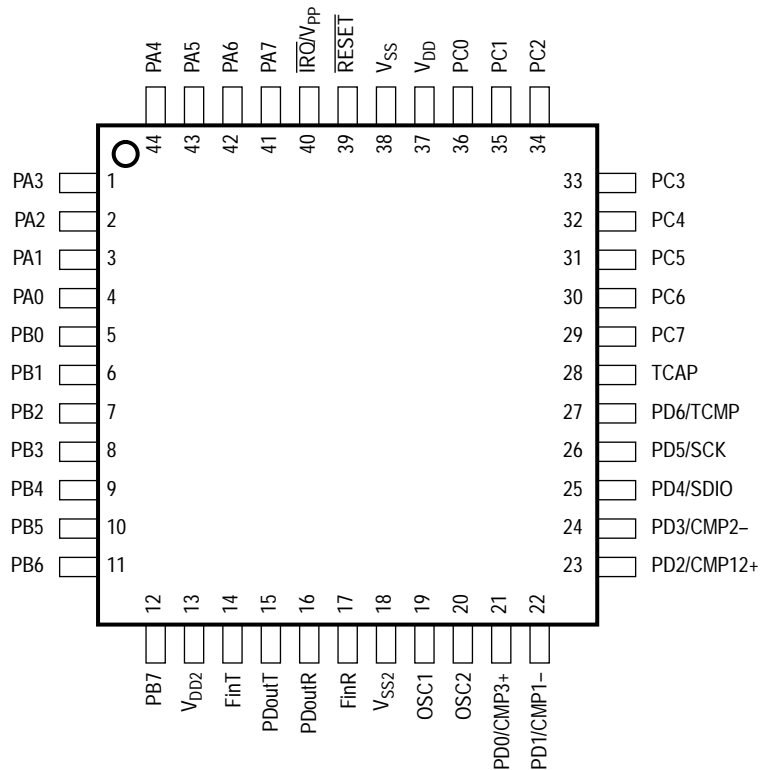 PA4 PA5 PA6 PA7 IRQ/VPP RESET VSS VDD PC0 PC1 PC2
44 43 42 41 40 39 38 37 36 35 34
PA3 1 33 PC3
PA2 2 32 PC4
PA1 3 31 PC5
PA0 4 30 PC6
PB0 5 29 PC7
PB1 6 28 TCAP
PB2 7 27 PD6/TCMP
PB3 8 26 PD5/SCK
PB4 9 25 PD4/SDIO
PB5 10 24 PD3/CMP2–
PB6 11 23 PD2/CMP12+
12 13 14 15 16 17 18 19 20 21 22
PB7 VDD2 FinT PDoutT PDoutR FinR VSS2 OSC1 OSC2 PD0/CMP3+ PD1/CMP1–